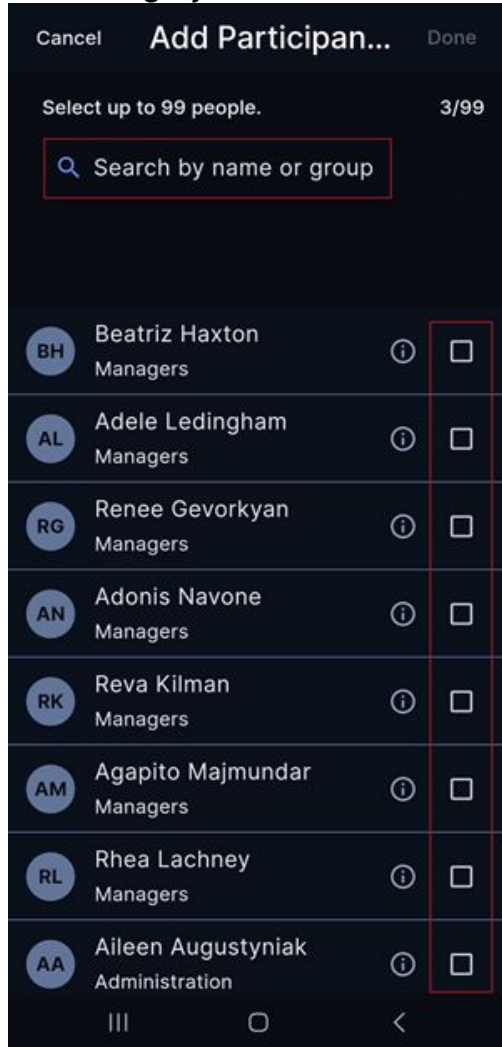 Cancel Add Participan... Done
Select up to 99 people. 3/99
Search by name or group
BH Beatriz Haxton
Managers
AL Adele Ledingham
Managers
RG Renee Gevorkyan
Managers
AN Adonis Navone
Managers
RK Reva Kilman
Managers
AM Agapito Majmundar
Managers
RL Rhea Lachney
Managers
AA Aileen Augustyniak
Administration